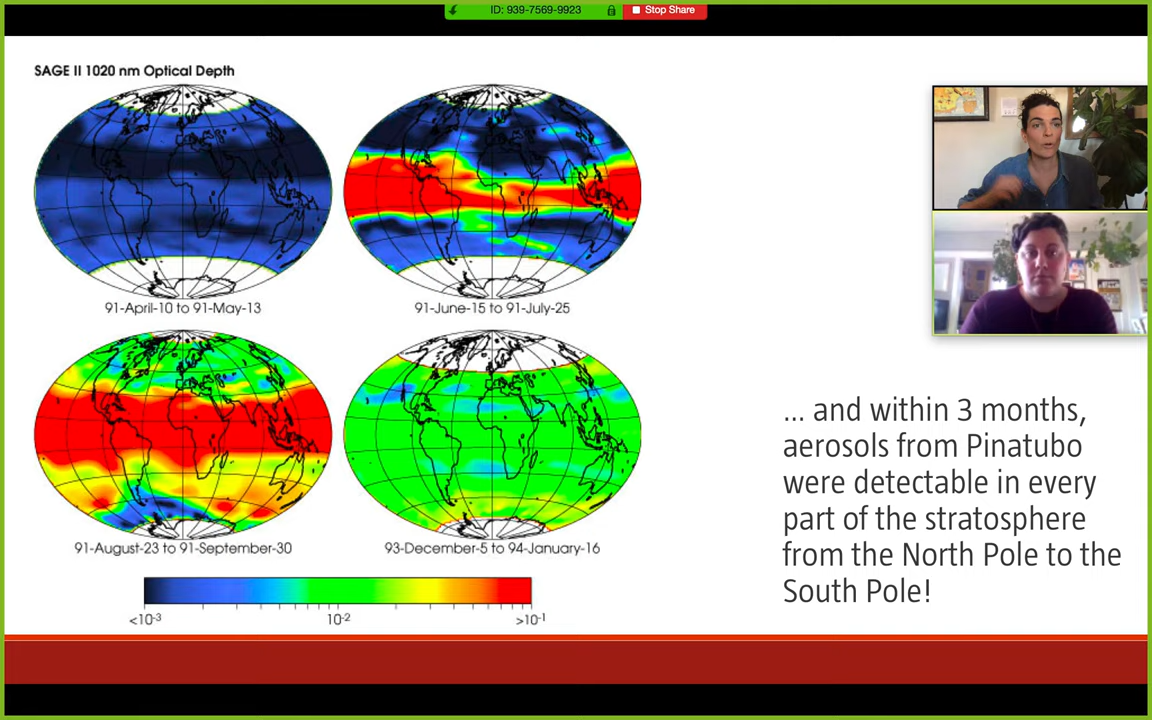 ID: 939-7569-9923
Stop Share
SAGE II 1020 nm Optical Depth
91-April-10 to 91-May-13
91-June-15 to 91-July-25
91-August-23 to 91-September-30
93-December-5 to 94-January-16
<10-3
10-2
>10-1
... and within 3 months,
aerosols from Pinatubo
were detectable in every
part of the stratosphere
from the North Pole to the
South Pole!